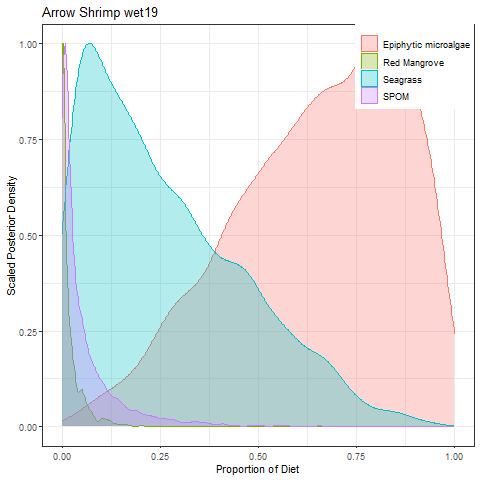 Arrow Shrimp wet19
Epiphytic microalgae
Red Mangrove
Seagrass
SPOM
1.00
0.75
0.50
0.25
0.00
Scaled Posterior Density
0.00 0.25 0.50 0.75 1.00
Proportion of Diet